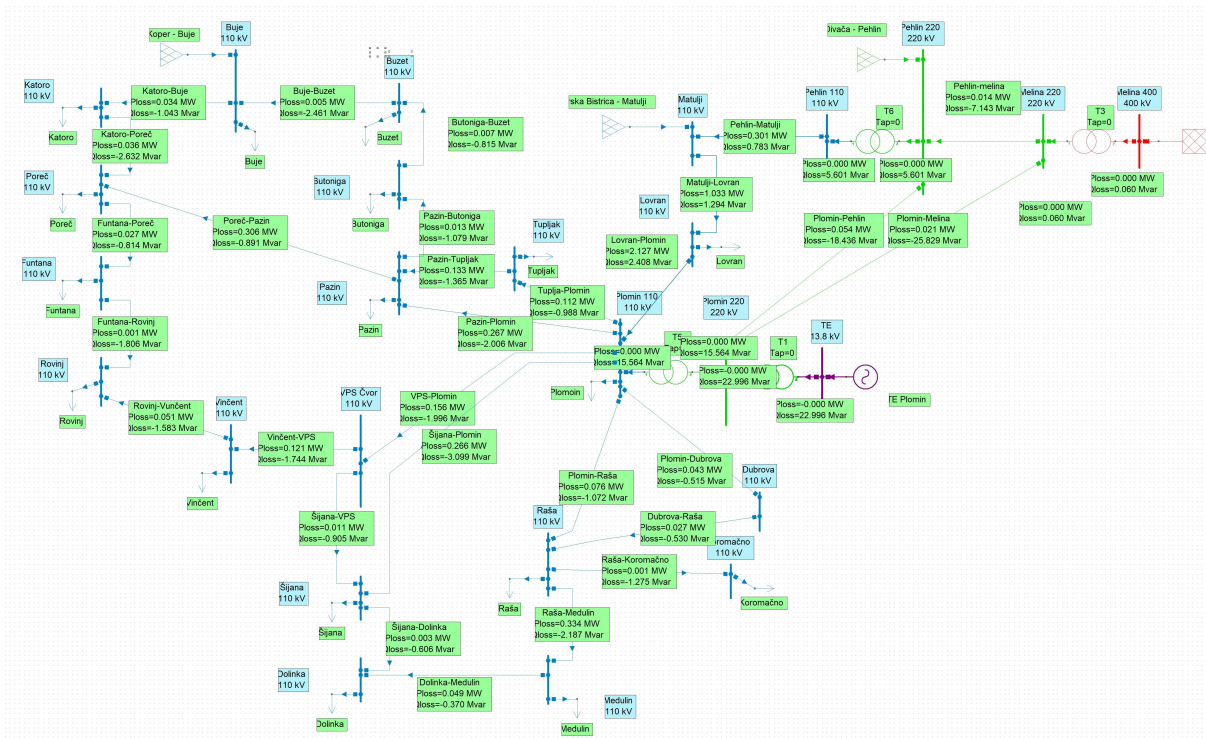 Koper - Buje
Buje
110 kV
Buzet
110 kV
Divača - Pehlin
Pehlin 220
220 kV
Katoro
110 kV
Katoro-Buje
Ploss=0.034 MW
Qloss=-1.043 Mvar
Buje-Buzet
Ploss=0.005 MW
Qloss=-2.461 Mvar
rska Bistrica - Matulji
Matulji
110 kV
Pehlin 110
110 kV
T6
Tap=0
Pehlin-melina
Ploss=0.014 MW
Qloss=-7.143 Mvar
Melina 220
220 kV
T3
Tap=0
Melina 400
400 kV
Katoro
Katoro-Poreč
Ploss=0.036 MW
Qloss=-2.632 Mvar
Buje
Buzet
Butoniga-Buzet
Ploss=0.007 MW
Qloss=-0.815 Mvar
Pehlin-Matulji
Ploss=0.301 MW
Qloss=0.783 Mvar
Ploss=0.000 MW
Qloss=5.601 Mvar
Ploss=0.000 MW
Qloss=5.601 Mvar
Ploss=0.000 MW
Qloss=0.060 Mvar
Ploss=0.000 MW
Qloss=0.060 Mvar
Poreč
110 kV
Poreč
Butoniga
110 kV
Butoniga
Matulji-Lovran
Ploss=1.033 MW
Qloss=1.294 Mvar
Lovran
110 kV
Lovran
Funtana-Poreč
Ploss=0.027 MW
Qloss=-0.814 Mvar
Poreč-Pazin
Ploss=0.306 MW
Qloss=-0.891 Mvar
Pazin-Butoniga
Ploss=0.013 MW
Qloss=-1.079 Mvar
Tupljak
110 kV
Tupljak
Lovran-Plomin
Ploss=2.127 MW
Qloss=2.408 Mvar
Plomin-Pehlin
Ploss=0.054 MW
Qloss=-18.436 Mvar
Plomin-Melina
Ploss=0.021 MW
Qloss=-25.829 Mvar
Funtana
110 kV
Funtana
Pazin-Tupljak
Ploss=0.133 MW
Qloss=-1.365 Mvar
Pazin
110 kV
Pazin
Tuplja-Plomin
Ploss=0.112 MW
Qloss=-0.988 Mvar
Plomin 110
110 kV
Plomin 220
220 kV
Funtana-Rovinj
Ploss=0.001 MW
Qloss=-1.806 Mvar
Pazin-Plomin
Ploss=0.267 MW
Qloss=-2.006 Mvar
T5
Ploss=0.000 MW
Qloss=15.564 Mvar
Ploss=0.000 MW
Qloss=15.564 Mvar
T1
Tap=0
TE
13.8 kV
Ploss=-0.000 MW
Qloss=22.996 Mvar
Ploss=-0.000 MW
Qloss=22.996 Mvar
TE Plomin
Plomoin
Rovinj
110 kV
Rovinj
Rovinj-Vunčent
Ploss=0.051 MW
Qloss=-1.583 Mvar
Vinčent
110 kV
Vinčent
Vinčent-VPS
Ploss=0.121 MW
Qloss=-1.744 Mvar
VPS Čvor
110 kV
VPS-Plomin
Ploss=0.156 MW
Qloss=-1.996 Mvar
Šijana-Plomin
Ploss=0.266 MW
Qloss=-3.099 Mvar
Plomin-Raša
Ploss=0.076 MW
Qloss=-1.072 Mvar
Plomin-Dubrova
Ploss=0.043 MW
Qloss=-0.515 Mvar
Dubrova
110 kV
Šijana-VPS
Ploss=0.011 MW
Qloss=-0.905 Mvar
Raša
110 kV
Raša
Dubrova-Raša
Ploss=0.027 MW
Qloss=-0.530 Mvar
Koromačno
110 kV
Koromačno
Raša-Koromačno
Ploss=0.001 MW
Qloss=-1.275 Mvar
Šijana
110 kV
Šijana
Šijana-Dolinka
Ploss=0.003 MW
Qloss=-0.606 Mvar
Raša-Medulin
Ploss=0.334 MW
Qloss=-2.187 Mvar
Dolinka
110 kV
Dolinka
Dolinka-Medulin
Ploss=0.049 MW
Qloss=-0.370 Mvar
Medulin
110 kV
Medulin